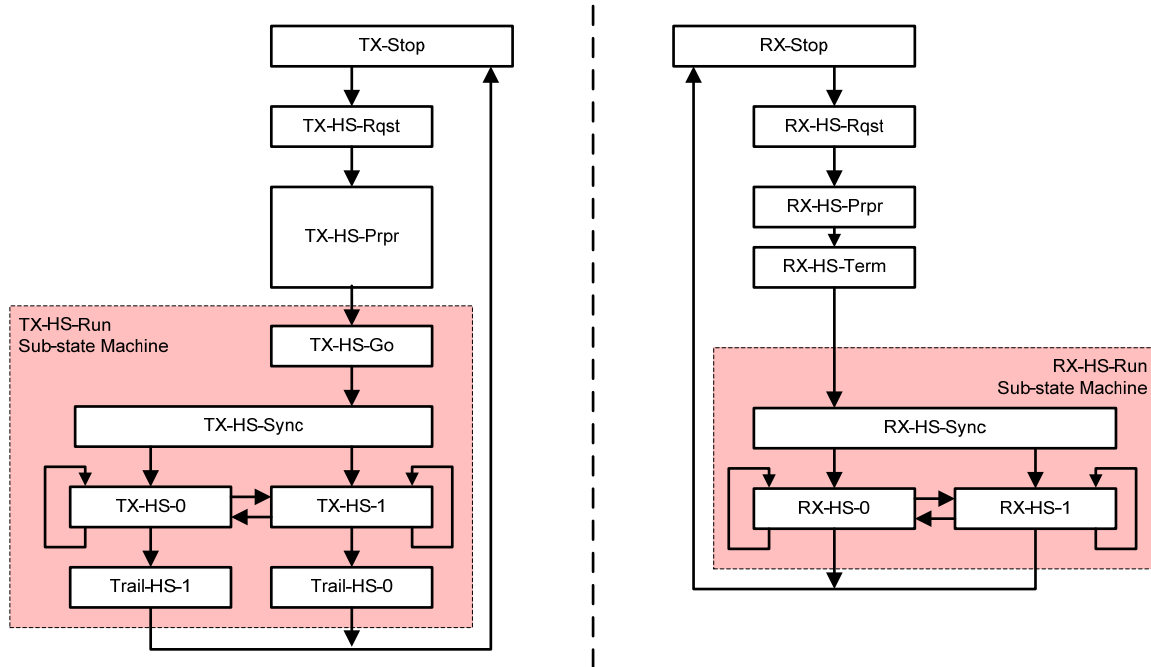 TX-Stop
TX-HS-Rqst
TX-HS-Prpr
TX-HS-Run
Sub-state Machine
TX-HS-Go
TX-HS-Sync
TX-HS-0
TX-HS-1
Trail-HS-1
Trail-HS-0
RX-Stop
RX-HS-Rqst
RX-HS-Prpr
RX-HS-Term
RX-HS-Run
Sub-state Machine
RX-HS-Sync
RX-HS-0
RX-HS-1